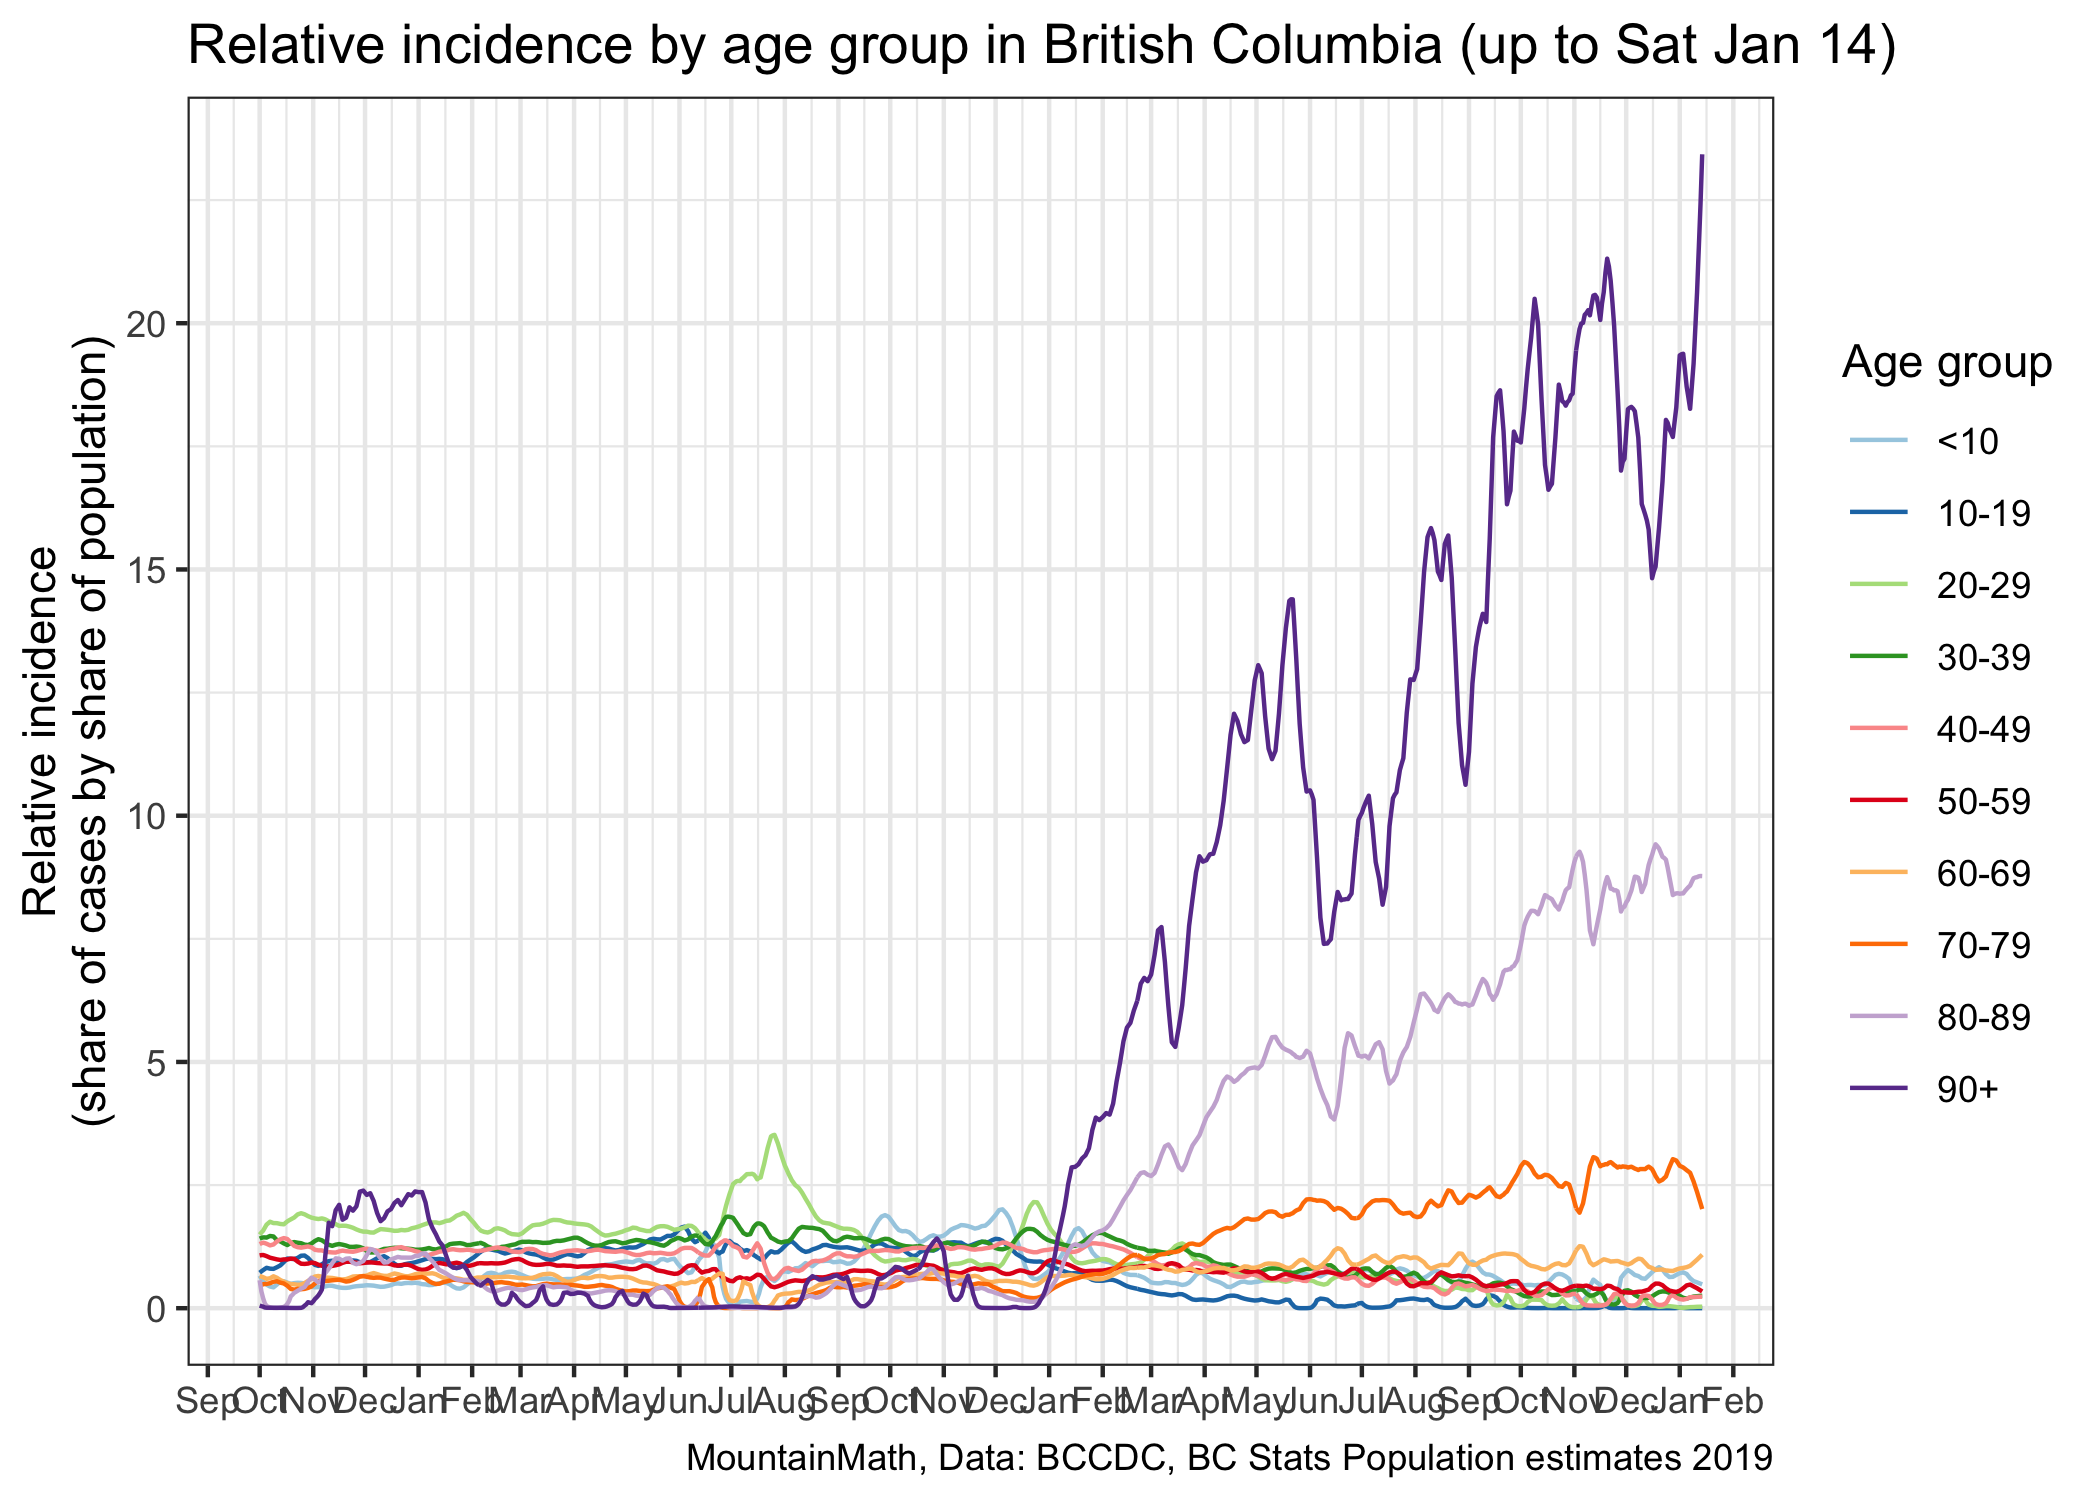 Relative incidence by age group in British Columbia (up to Sat Jan 14)
Relative incidence
(share of cases by share of population)
20
15
10
5
0
Sep Oct Nov Dec Jan Feb Mar Apr May Jun Jul Aug Sep Oct Nov Dec Jan Feb Mar Apr May Jun Jul Aug Sep Oct Nov Dec Jan Feb
Age group
<10
10-19
20-29
30-39
40-49
50-59
60-69
70-79
80-89
90+
MountainMath, Data: BCCDC, BC Stats Population estimates 2019